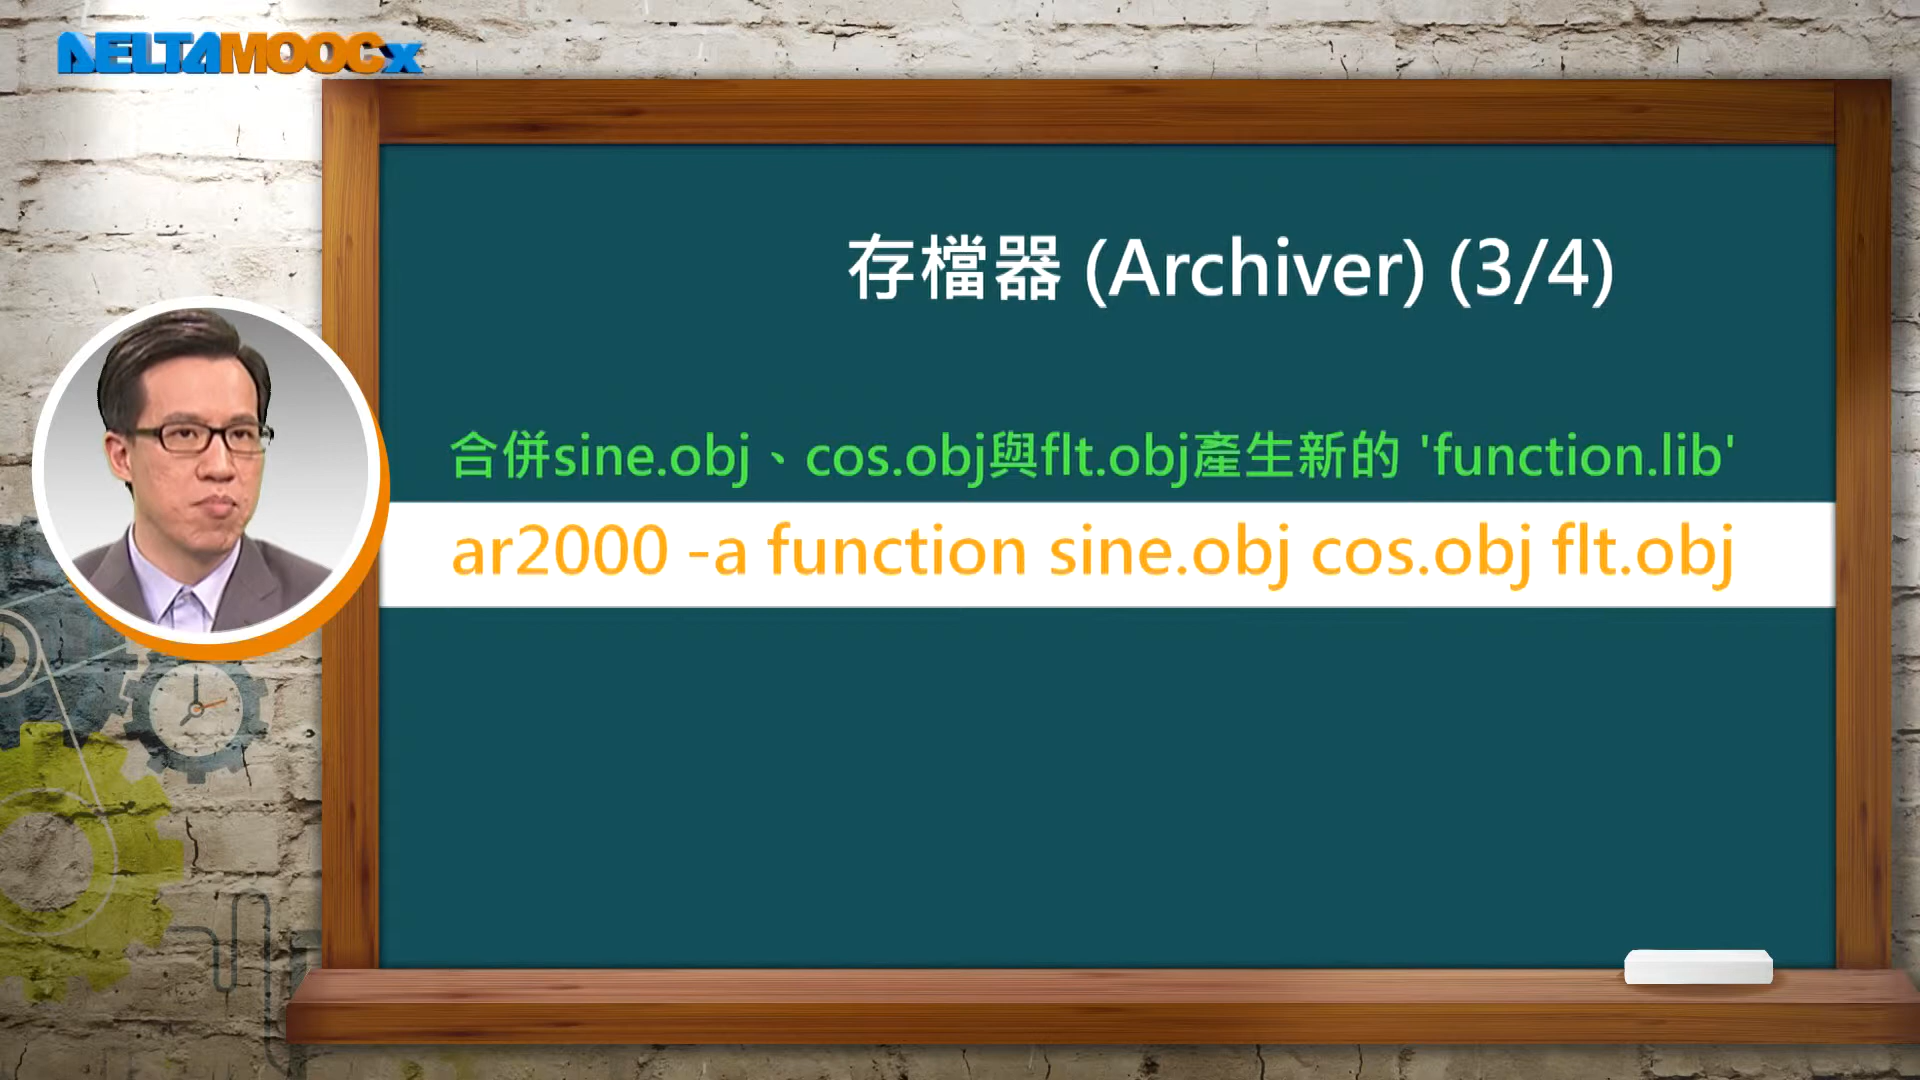 DELTAMOOCx
存檔器 (Archiver) (3/4)
合併sine.obj、cos.obj與flt.obj產生新的 'function.lib'
ar2000 -a function sine.obj cos.obj flt.obj